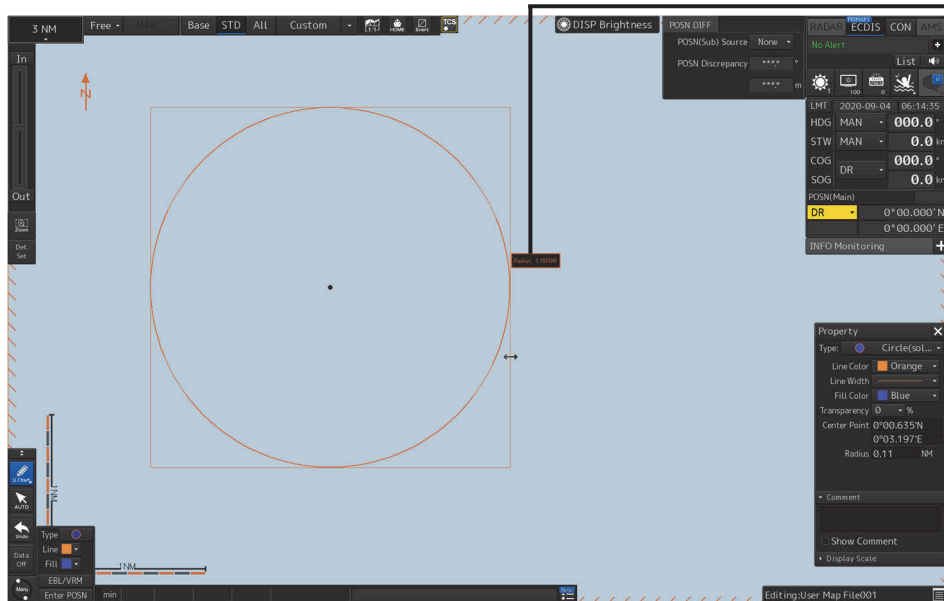 3 NM
Free
Base STD All Custom
HOME Event TCS
DISP Brightness
POSN DIFF
POSN(Sub) Source None
POSN Discrepancy **** °
**** m
PRIMARY
RADAR ECDIS CON AMS
No Alert
List
1 100 0
LMT 2020-09-04 06:14:35
HDG MAN 000.0°
STW MAN 0.0 kn
COG DR 000.0°
SOG 0.0 kn
POSN(Main)
DR 0°00.000'N
0°00.000'E
INFO Monitoring
In
Out
Zoom
Def. Set
N
Radius
Property
Type: Circle(sol...
Line Color Orange
Line Width
Fill Color Blue
Transparency 0 %
Center Point 0°00.635'N
0°03.197'E
Radius 0.11 NM
Comment
Show Comment
Display Scale
U.Chart
AUTO
Undo
Data Off
Menu
Type
Line
Fill
EBL/VRM
Enter POSN
1NM
1NM
min
New
Editing:User Map File001